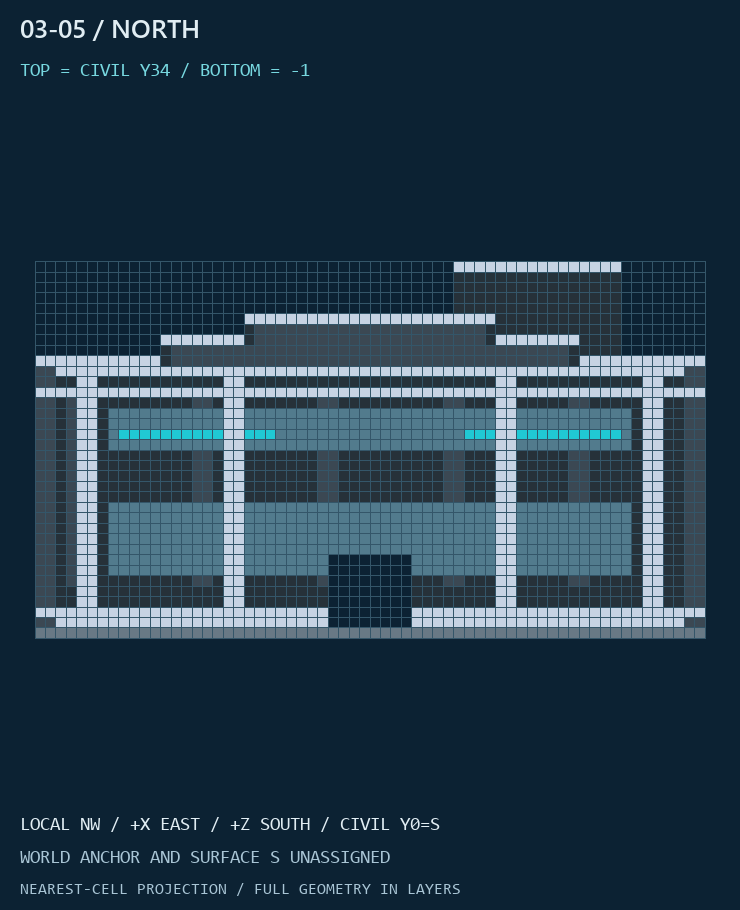 03-05 / NORTH
TOP = CIVIL Y34 / BOTTOM = -1
LOCAL NW / +X EAST / +Z SOUTH / CIVIL Y0=S
WORLD ANCHOR AND SURFACE S UNASSIGNED
NEAREST-CELL PROJECTION / FULL GEOMETRY IN LAYERS